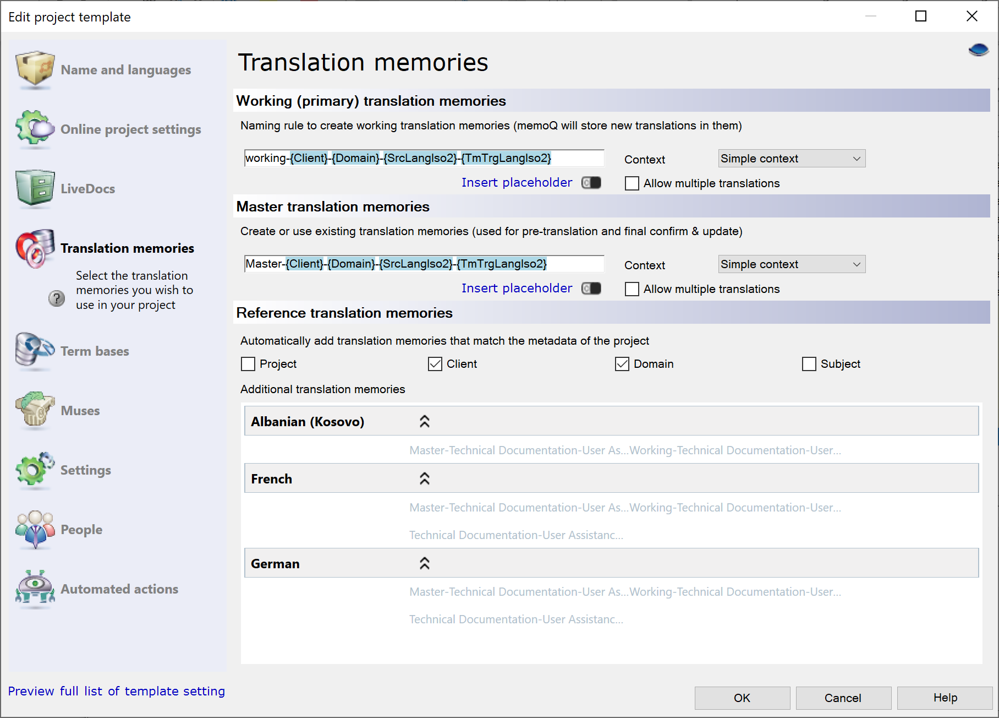 Edit project template
Name and languages
Online project settings
LiveDocs
Translation memories
Select the translation
memories you wish to
use in your project
?
Term bases
Muses
Settings
People
Automated actions
Preview full list of template setting
Translation memories
Working (primary) translation memories
Naming rule to create working translation memories (memoQ will store new translations in them)
working-{Client}-{Domain}-{SrcLangIso2}-{TmTrgLangIso2}
Context
Simple context
Insert placeholder
Allow multiple translations
Master translation memories
Create or use existing translation memories (used for pre-translation and final confirm & update)
Master-{Client}-{Domain}-{SrcLangIso2}-{TmTrgLangIso2}
Context
Simple context
Insert placeholder
Allow multiple translations
Reference translation memories
Automatically add translation memories that match the metadata of the project
Project Client Domain Subject
Additional translation memories
Albanian (Kosovo)
Master-Technical Documentation-User As...Working-Technical Documentation-User...
French
Master-Technical Documentation-User As...Working-Technical Documentation-User...
Technical Documentation-User Assistanc...
German
Master-Technical Documentation-User As...Working-Technical Documentation-User...
Technical Documentation-User Assistanc...
OK Cancel Help